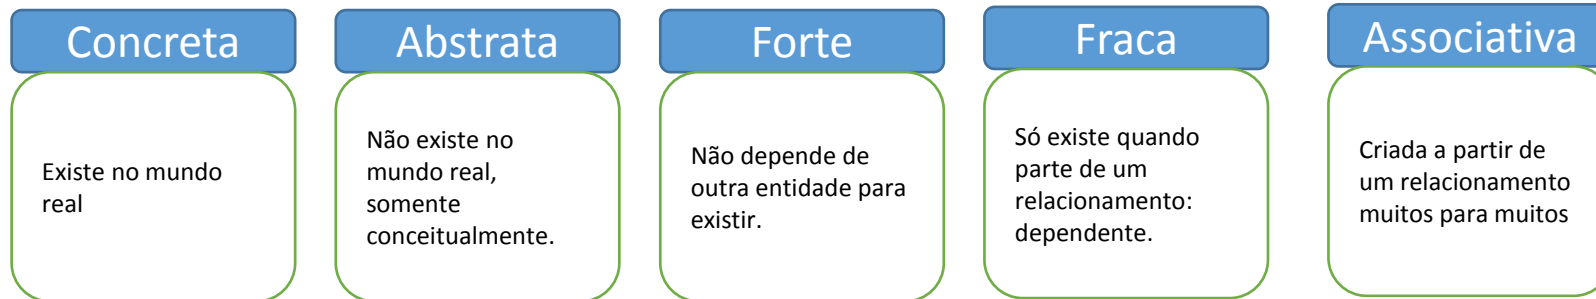 Concreta
Existe no mundo
real
Abstrata
Não existe no
mundo real,
somente
conceitualmente.
Forte
Não depende de
outra entidade para
existir.
Fraca
Só existe quando
parte de um
relacionamento:
dependente.
Associativa
Criada a partir de
um relacionamento
muitos para muitos